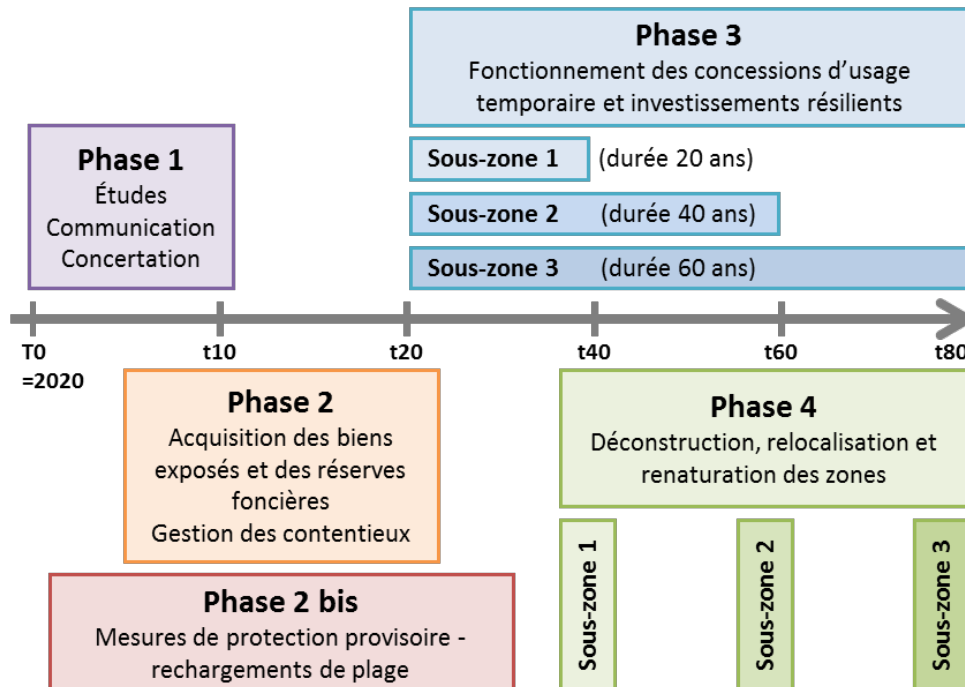 Phase 3
Fonctionnement des concessions d’usage
temporaire et investissements résilients
Phase 1
Études
Communication
Concertation
Sous-zone 1 (durée 20 ans)
Sous-zone 2 (durée 40 ans)
Sous-zone 3 (durée 60 ans)
T0 t10 t20 t40 t60 t80
=2020
Phase 2
Acquisition des biens
exposés et des réserves
foncières
Gestion des contentieux
Phase 4
Déconstruction, relocalisation et
renaturation des zones
Sous-zone 1
Sous-zone 2
Sous-zone 3
Phase 2 bis
Mesures de protection provisoire -
rechargements de plage